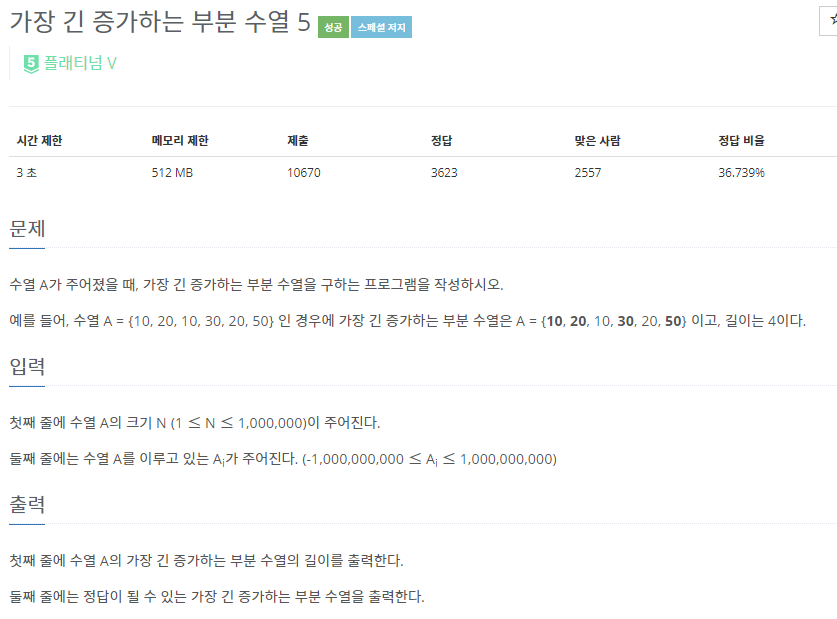 가장 긴 증가하는 부분 수열 5 성공 스페셜 저지
5 플래티넘 V
시간 제한 메모리 제한 제출 정답 맞은 사람 정답 비율
3 초 512 MB 10670 3623 2557 36.739%
문제
수열 A가 주어졌을 때, 가장 긴 증가하는 부분 수열을 구하는 프로그램을 작성하시오.
예를 들어, 수열 A = {10, 20, 10, 30, 20, 50} 인 경우에 가장 긴 증가하는 부분 수열은 A = {10, 20, 10, 30, 20, 50} 이고, 길이는 4이다.
입력
첫째 줄에 수열 A의 크기 N (1 ≤ N ≤ 1,000,000)이 주어진다.
둘째 줄에는 수열 A를 이루고 있는 Ai가 주어진다. (-1,000,000,000 ≤ Ai ≤ 1,000,000,000)
출력
첫째 줄에 수열 A의 가장 긴 증가하는 부분 수열의 길이를 출력한다.
둘째 줄에는 정답이 될 수 있는 가장 긴 증가하는 부분 수열을 출력한다.